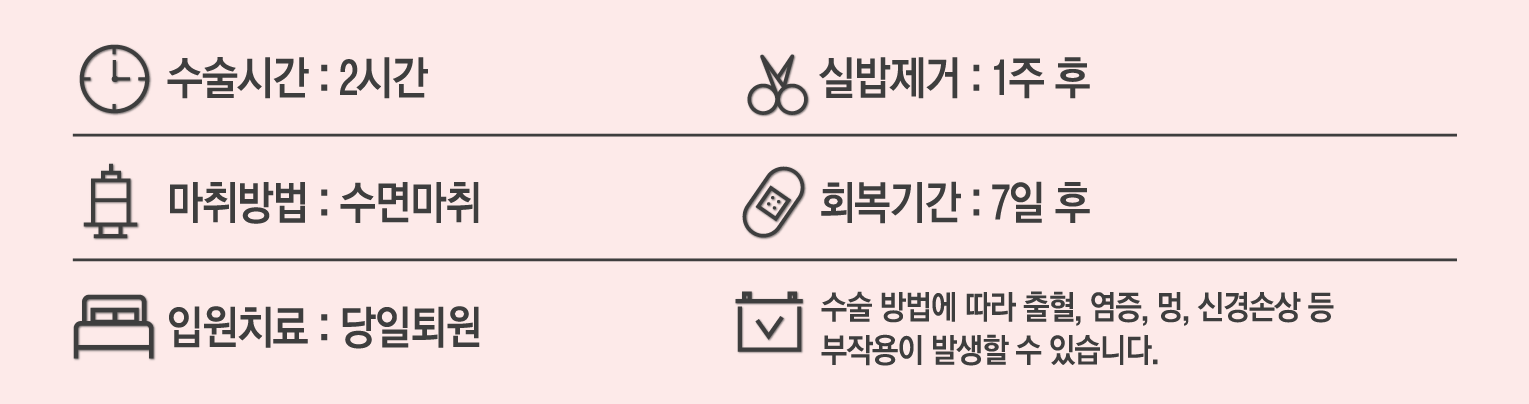 수술시간 : 2시간
실밥제거 : 1주 후
마취방법 : 수면마취
회복기간 : 7일 후
입원치료 : 당일퇴원
수술 방법에 따라 출혈, 염증, 멍, 신경손상 등
부작용이 발생할 수 있습니다.